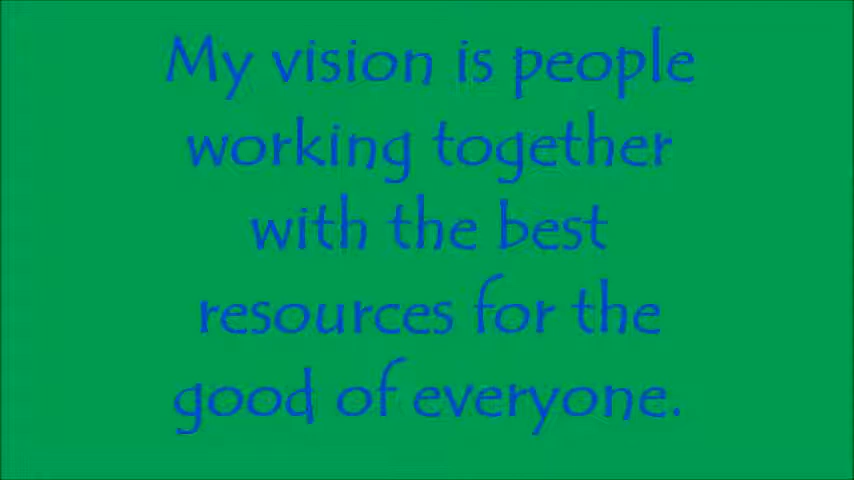 My vision is people
working together
with the best
resources for the
good of everyone.